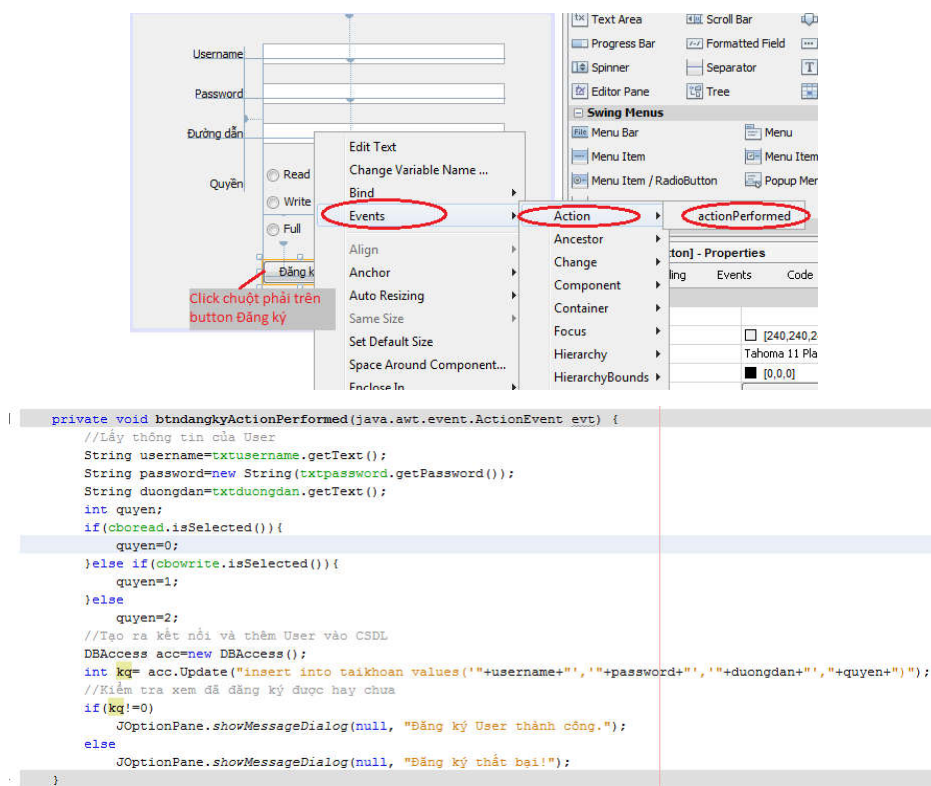 Username
Password
Đường dẫn
Quyền
Read
Write
Full
Đăng k
Click chuột phải trên
button Đăng ký
Edit Text
Change Variable Name ...
Bind
Events
Align
Anchor
Auto Resizing
Same Size
Set Default Size
Space Around Component...
Enclose In
Action
Ancestor
Change
Component
Container
Focus
Hierarchy
HierarchyBounds
actionPerformed
Text Area Scroll Bar
Progress Bar Formatted Field
Spinner Separator
Editor Pane Tree
Swing Menus
Menu Bar Menu
Menu Item Menu Item
Menu Item / RadioButton Popup Mer
ton] - Properties
ling Events Code
[240,240,2
Tahoma 11 Pla
[0,0,0]
private void btndangkyActionPerformed(java.awt.event.ActionEvent evt) {
//Lấy thông tin của User
String username=txtusername.getText();
String password=new String(txtpassword.getPassword());
String duongdan=txtduongdan.getText();
int quyen;
if(cboread.isSelected()){
quyen=0;
}else if(cbowrite.isSelected()){
quyen=1;
}else
quyen=2;
//Tạo ra kết nối và thêm User vào CSDL
DBAccess acc=new DBAccess();
int kq= acc.Update("insert into taikhoan values('"+username+"','"+password+"','"+duongdan+"',"+quyen+")");
//Kiểm tra xem đã đăng ký được hay chưa
if(kq!=0)
JOptionPane.showMessageDialog(null, "Đăng ký User thành công.");
else
JOptionPane.showMessageDialog(null, "Đăng ký thất bại!");
}